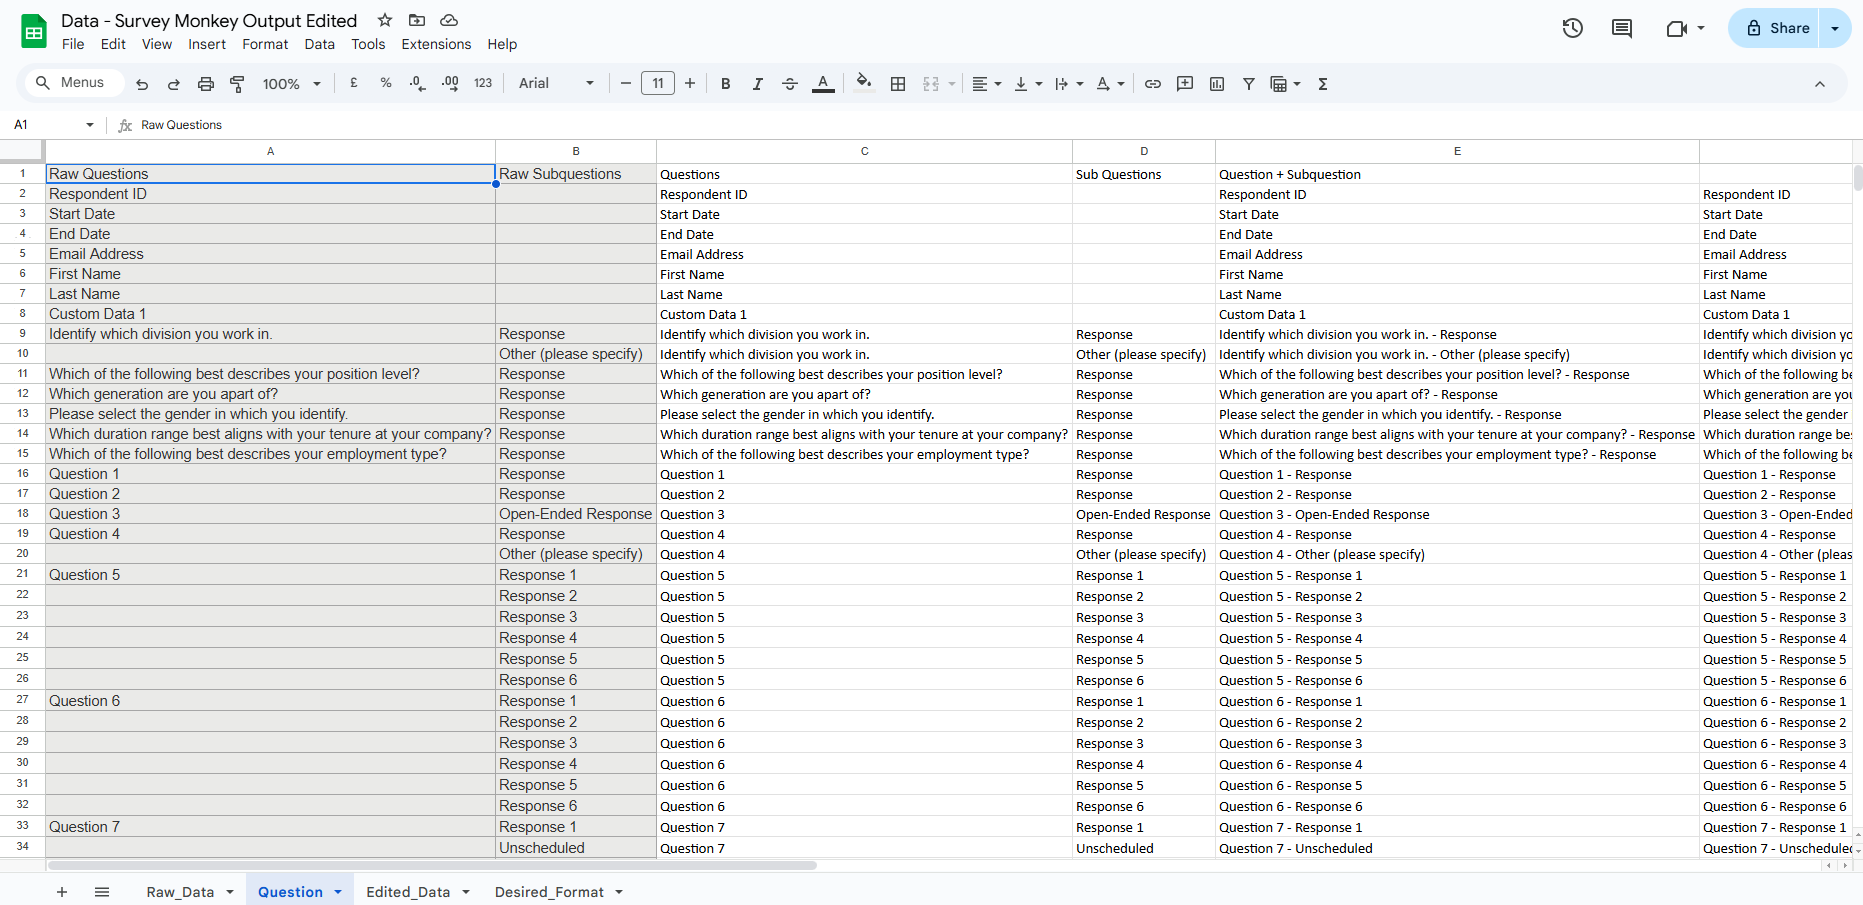 Data - Survey Monkey Output Edited
File Edit View Insert Format Data Tools Extensions Help
Share
Menus 100% £ % .0 .00 123 Arial 11 B I A Σ
A1 fx Raw Questions
A B C D E
1 Raw Questions Raw Subquestions Questions Sub Questions Question + Subquestion
2 Respondent ID Respondent ID Respondent ID Respondent ID
3 Start Date Start Date Start Date Start Date
4 End Date End Date End Date End Date
5 Email Address Email Address Email Address Email Address
6 First Name First Name First Name First Name
7 Last Name Last Name Last Name Last Name
8 Custom Data 1 Custom Data 1 Custom Data 1 Custom Data 1
9 Identify which division you work in. Response Identify which division you work in. Response Identify which division you work in. - Response Identify which division yo
10 Other (please specify) Identify which division you work in. Other (please specify) Identify which division you work in. - Other (please specify) Identify which division yo
11 Which of the following best describes your position level? Response Which of the following best describes your position level? Response Which of the following best describes your position level? - Response Which of the following be
12 Which generation are you apart of? Response Which generation are you apart of? Response Which generation are you apart of? - Response Which generation are you
13 Please select the gender in which you identify. Response Please select the gender in which you identify. Response Please select the gender in which you identify. - Response Please select the gender
14 Which duration range best aligns with your tenure at your company? Response Which duration range best aligns with your tenure at your company? Response Which duration range best aligns with your tenure at your company? - Response Which duration range bes
15 Which of the following best describes your employment type? Response Which of the following best describes your employment type? Response Which of the following best describes your employment type? - Response Which of the following be
16 Question 1 Response Question 1 Response Question 1 - Response Question 1 - Response
17 Question 2 Response Question 2 Response Question 2 - Response Question 2 - Response
18 Question 3 Open-Ended Response Question 3 Open-Ended Response Question 3 - Open-Ended Response Question 3 - Open-Ended
19 Question 4 Response Question 4 Response Question 4 - Response Question 4 - Response
20 Other (please specify) Question 4 Other (please specify) Question 4 - Other (please specify) Question 4 - Other (pleas
21 Question 5 Response 1 Question 5 Response 1 Question 5 - Response 1 Question 5 - Response 1
22 Response 2 Question 5 Response 2 Question 5 - Response 2 Question 5 - Response 2
23 Response 3 Question 5 Response 3 Question 5 - Response 3 Question 5 - Response 3
24 Response 4 Question 5 Response 4 Question 5 - Response 4 Question 5 - Response 4
25 Response 5 Question 5 Response 5 Question 5 - Response 5 Question 5 - Response 5
26 Response 6 Question 5 Response 6 Question 5 - Response 6 Question 5 - Response 6
27 Question 6 Response 1 Question 6 Response 1 Question 6 - Response 1 Question 6 - Response 1
28 Response 2 Question 6 Response 2 Question 6 - Response 2 Question 6 - Response 2
29 Response 3 Question 6 Response 3 Question 6 - Response 3 Question 6 - Response 3
30 Response 4 Question 6 Response 4 Question 6 - Response 4 Question 6 - Response 4
31 Response 5 Question 6 Response 5 Question 6 - Response 5 Question 6 - Response 5
32 Response 6 Question 6 Response 6 Question 6 - Response 6 Question 6 - Response 6
33 Question 7 Response 1 Question 7 Response 1 Question 7 - Response 1 Question 7 - Response 1
34 Unscheduled Question 7 Unscheduled Question 7 - Unscheduled Question 7 - Unscheduled
Raw_Data Question Edited_Data Desired_Format